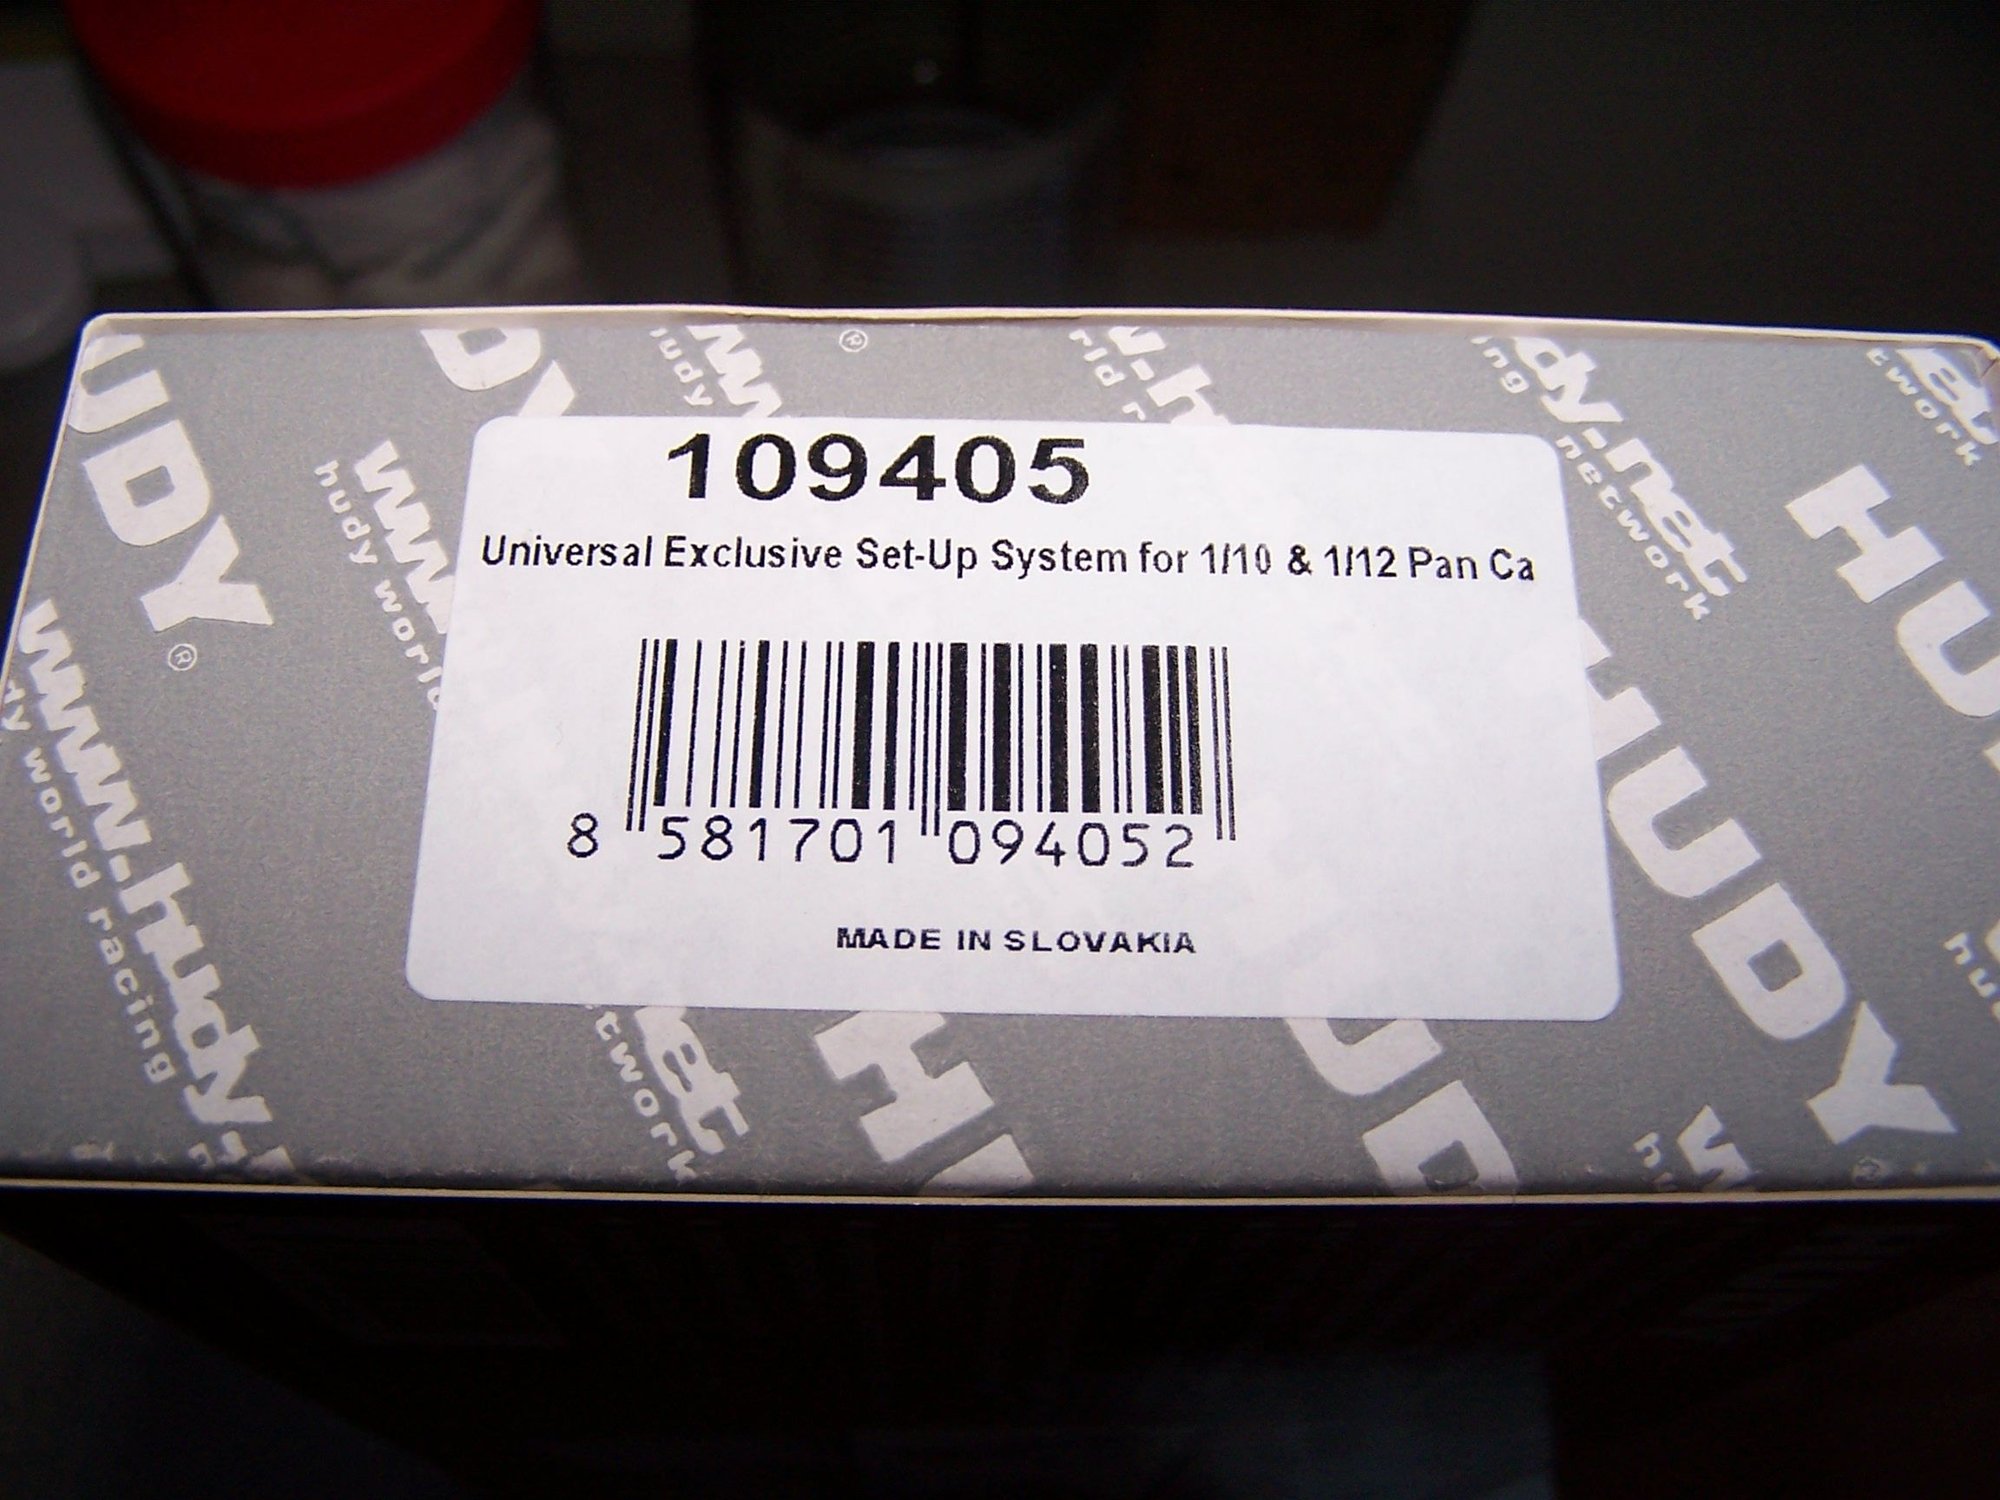 HUDY
www.hudy
hudy world racing
109405
Universal Exclusive Set-Up System for 1/10 & 1/12 Pan Ca
8 581701 094052
MADE IN SLOVAKIA